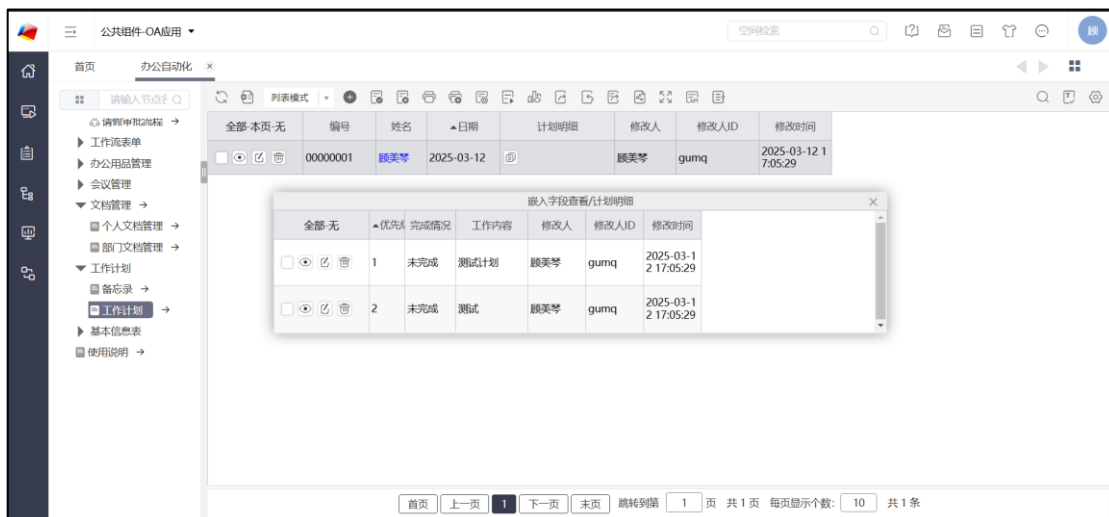 公共组件-OA应用
空间检索
顾
首页 办公自动化 ×
请输入节点名
列表模式
请假审批流程
工作流表单
办公用品管理
会议管理
文档管理
个人文档管理
部门文档管理
工作计划
备忘录
工作计划
基本信息表
使用说明
全部-本页-无 编号 姓名 日期 计划明细 修改人 修改人ID 修改时间
00000001 顾美琴 2025-03-12 顾美琴 gumq 2025-03-12 1
7:05:29
嵌入字段查看/计划明细
全部-无 优先 完成情况 工作内容 修改人 修改人ID 修改时间
1 未完成 测试计划 顾美琴 gumq 2025-03-1
2 17:05:29
2 未完成 测试 顾美琴 gumq 2025-03-1
2 17:05:29
首页 上一页 1 下一页 末页 跳转到第 1 页 共1页 每页显示个数: 10 共1条